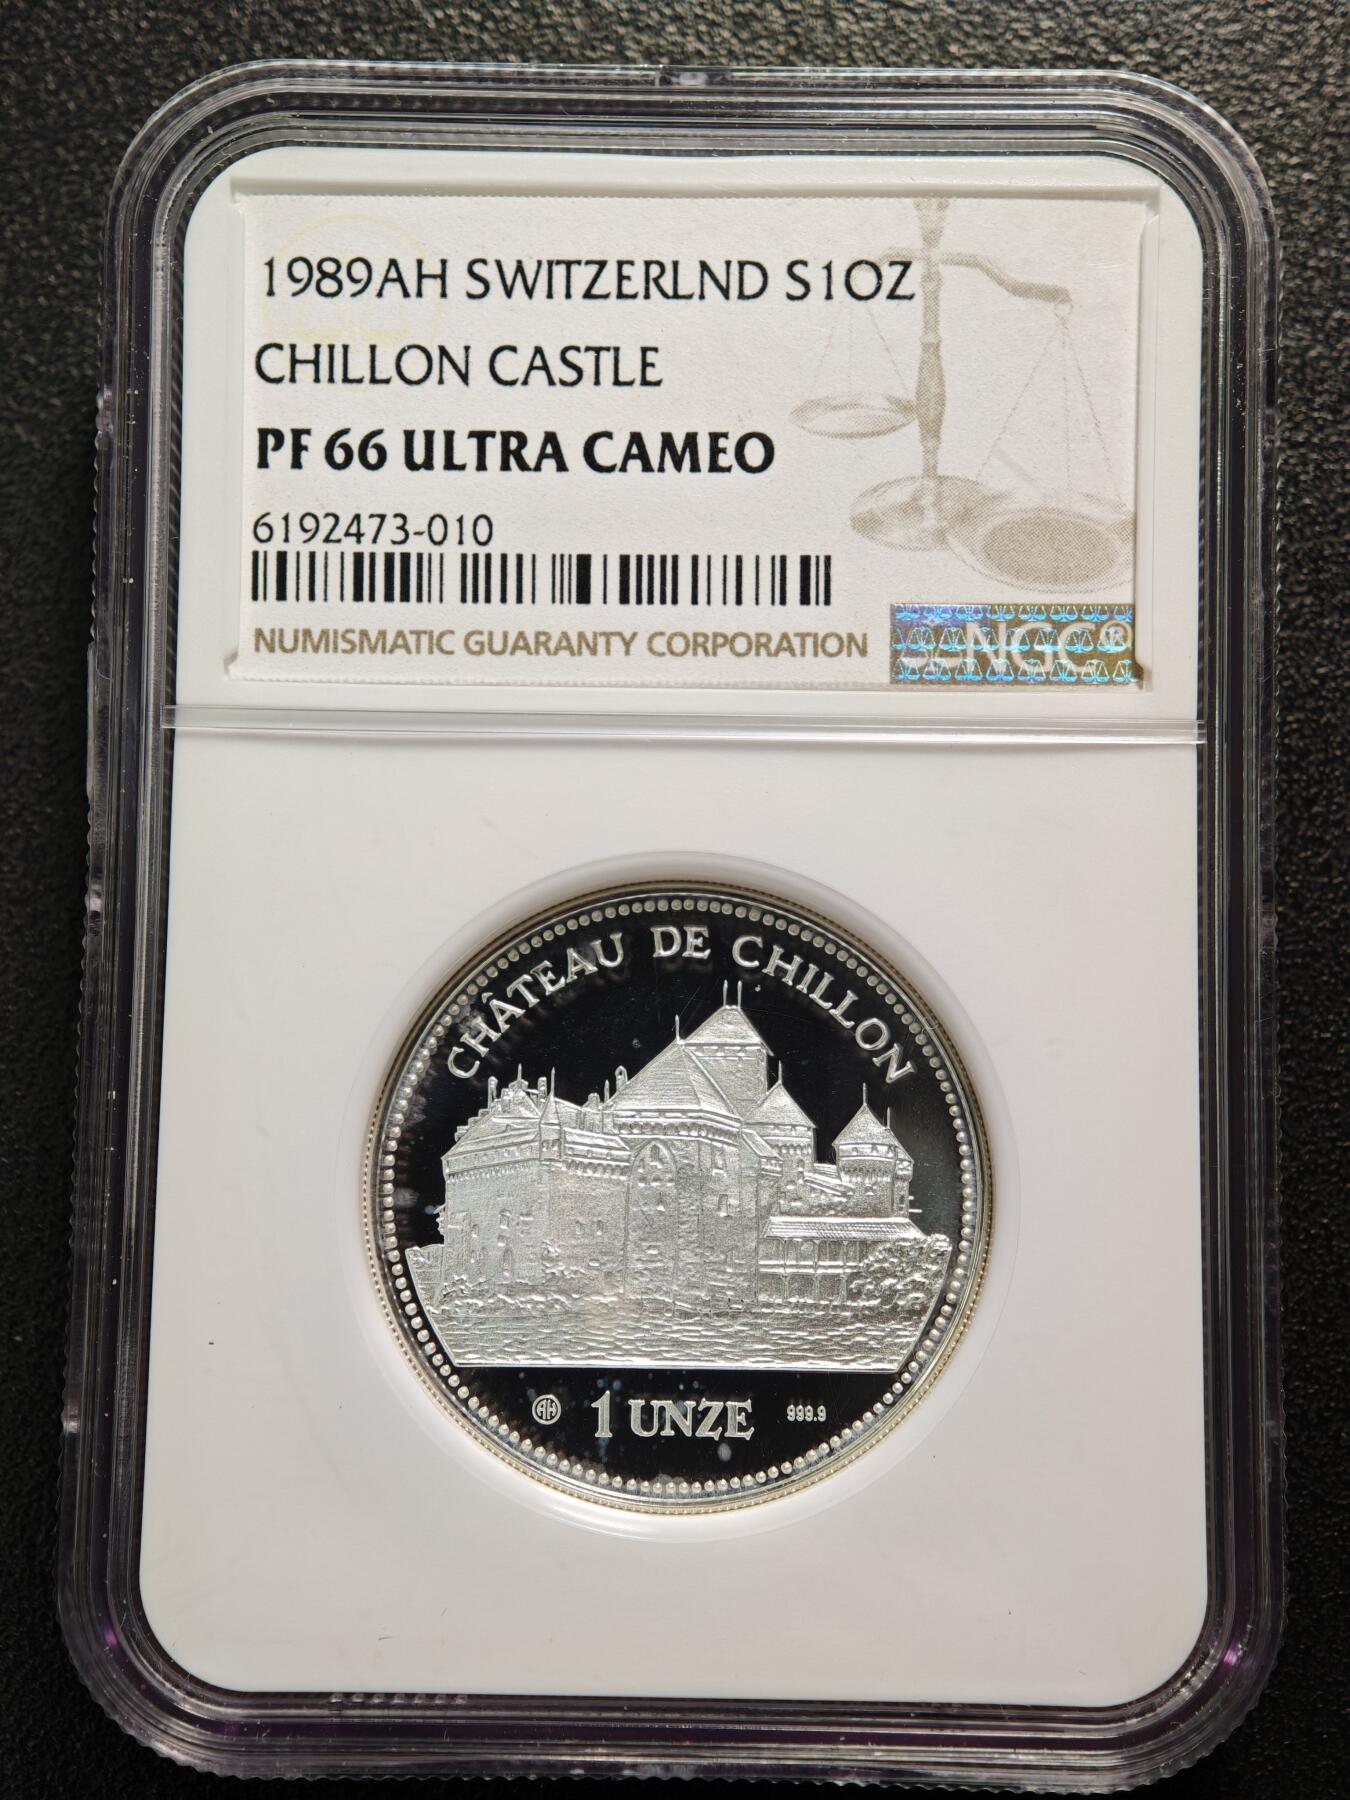 1989AH SWITZERLND S1OZ
CHILLON CASTLE
PF 66 ULTRA CAMEO
6192473-010
NUMISMATIC GUARANTY CORPORATION
NGC®
CHÂTEAU DE CHILLON
AH 1 UNZE 999.9